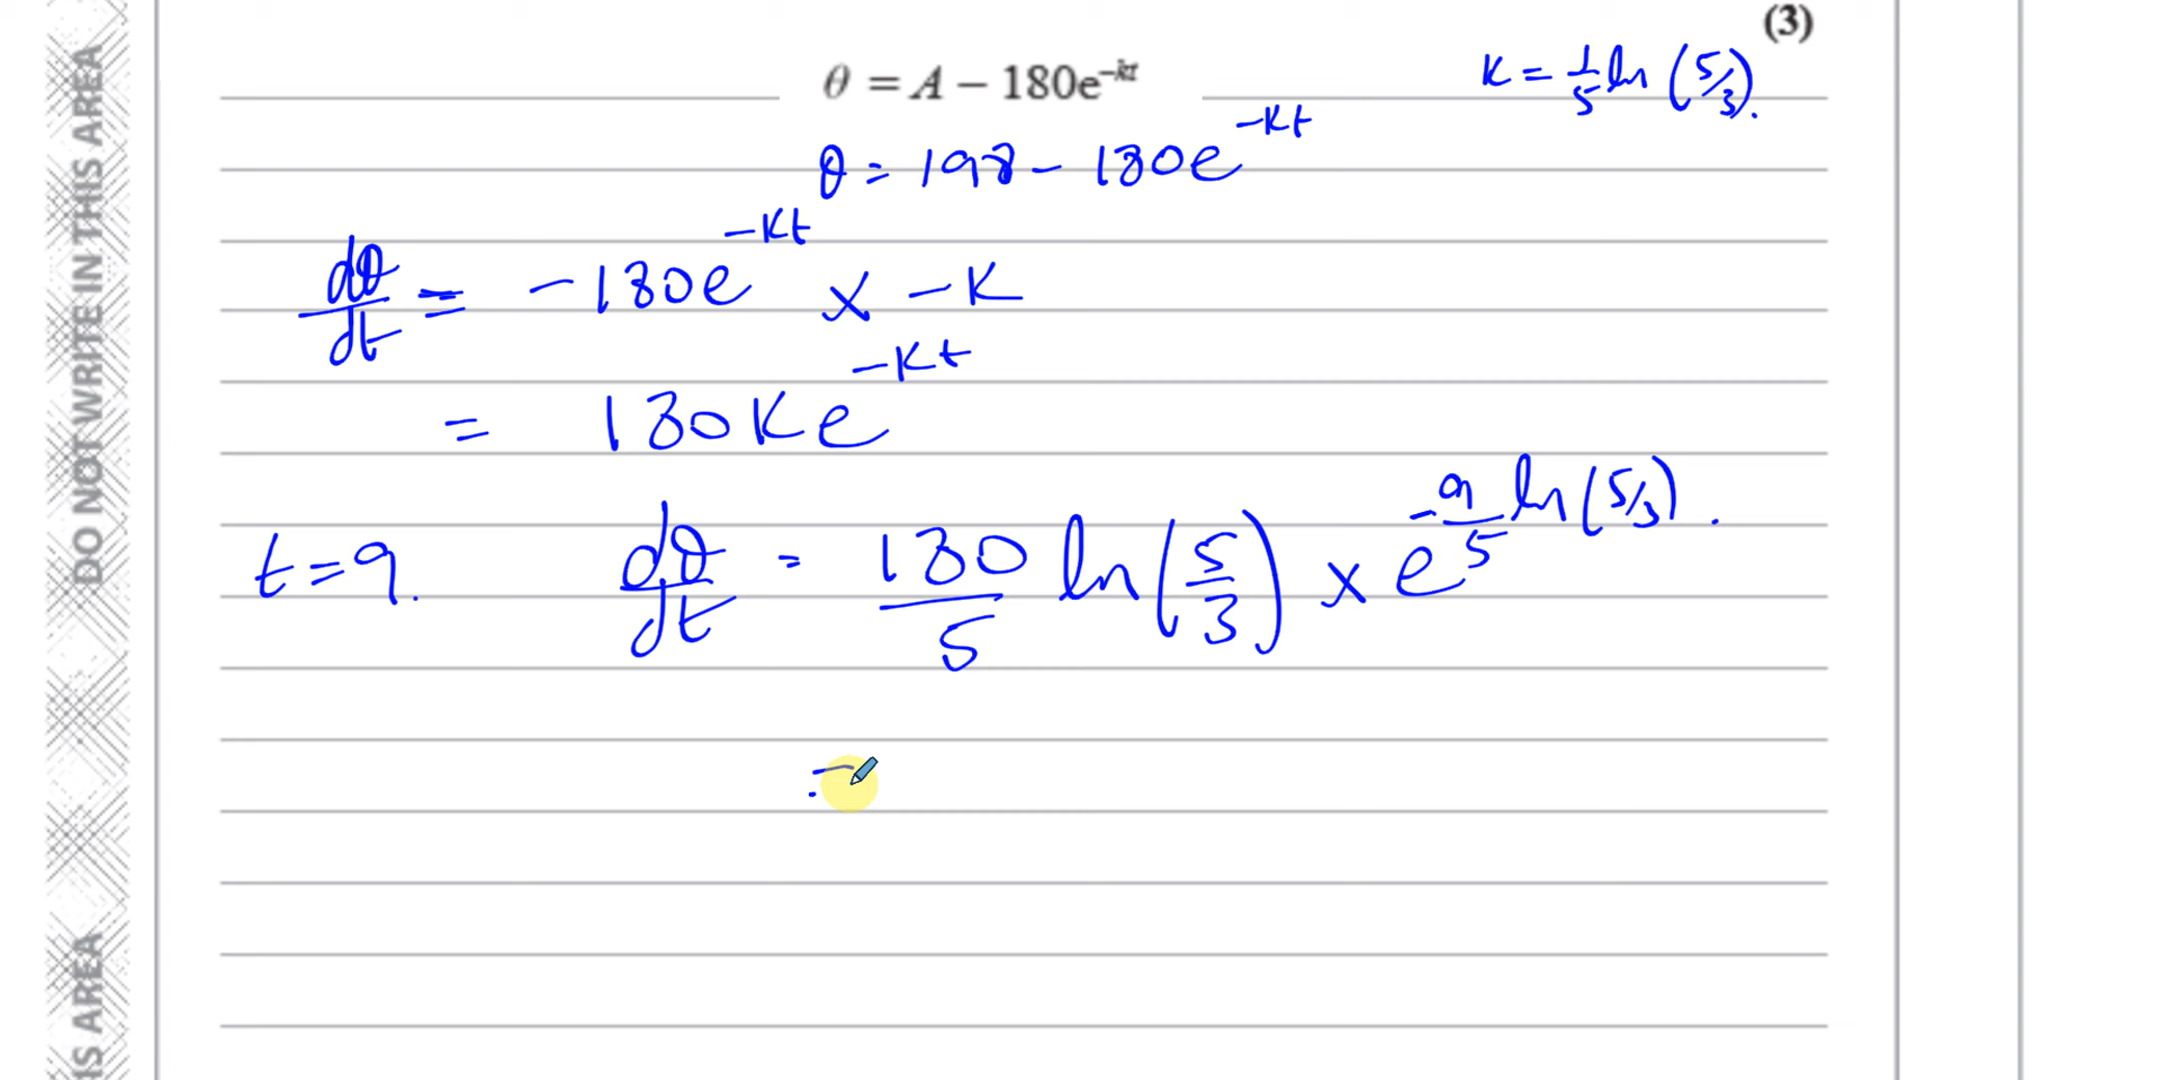 (3)
θ = A − 180e^−kt
K = 1/5 ln (5/3).
θ = 198 − 180e^−Kt
dθ/dt = −180e^−Kt × −K
= 180Ke^−Kt
t=9. dθ/dt = 180/5 ln(5/3) × e^−9/5 ln(5/3).
=
DO NOT WRITE IN THIS AREA
IS AREA